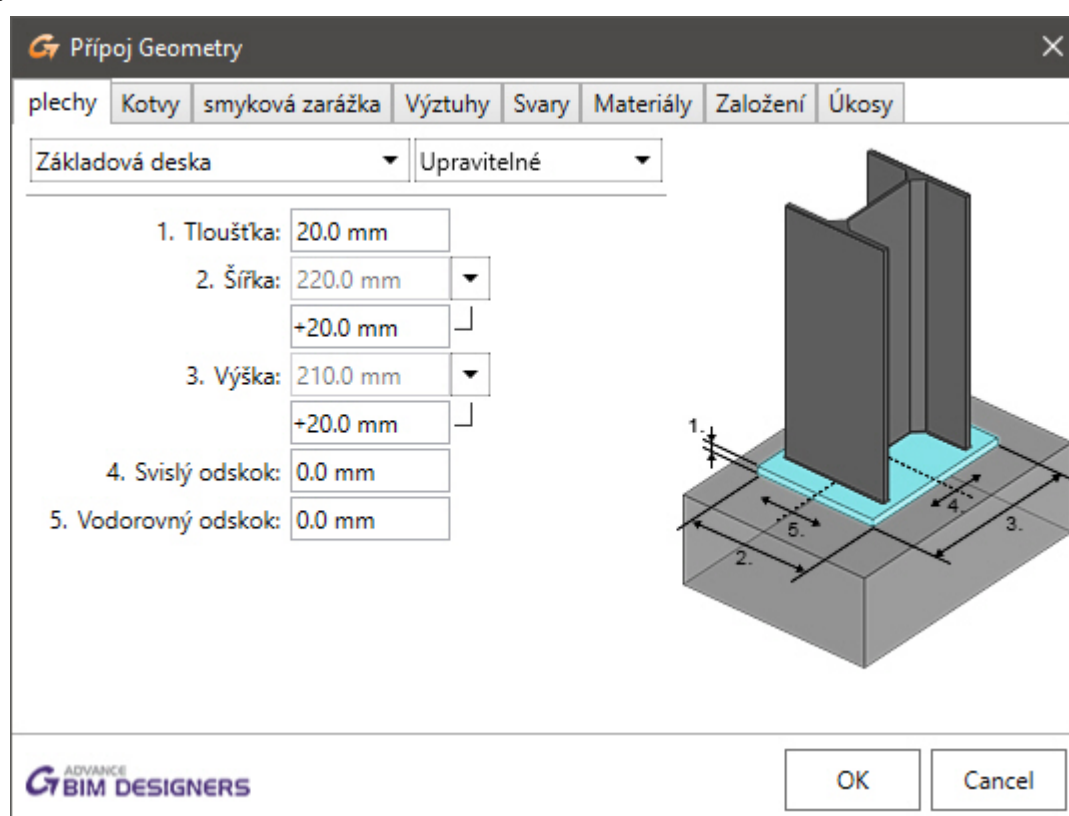 Přípoj Geometry
plechy Kotvy smyková zarážka Výztuhy Svary Materiály Založení Úkosy
Základová deska Upravitelné
1. Tloušťka: 20.0 mm
2. Šířka: 220.0 mm
+20.0 mm
3. Výška: 210.0 mm
+20.0 mm
4. Svislý odskok: 0.0 mm
5. Vodorovný odskok: 0.0 mm
1.
4.
5.
3.
2.
ADVANCE
BIM DESIGNERS
OK Cancel